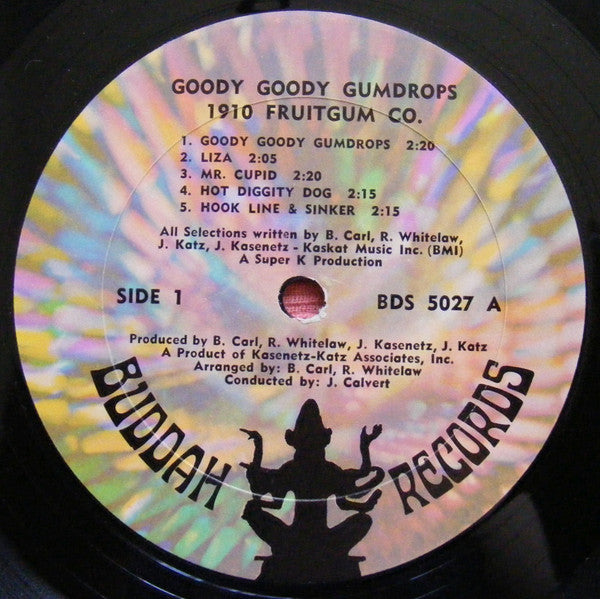 GOODY GOODY GUMDROPS
1910 FRUITGUM CO.
1. GOODY GOODY GUMDROPS 2:20
2. LIZA 2:05
3. MR. CUPID 2:20
4. HOT DIGGITY DOG 2:15
5. HOOK LINE & SINKER 2:15
All Selections written by B. Carl, R. Whitelaw,
J. Katz, J. Kasenetz - Kaskat Music Inc. (BMI)
A Super K Production
SIDE 1
BDS 5027 A
Produced by B. Carl, R. Whitelaw, J. Kasenetz, J. Katz
A Product of Kasenetz-Katz Associates, Inc.
Arranged by: B. Carl, R. Whitelaw
Conducted by: J. Calvert
BUDDAH RECORDS